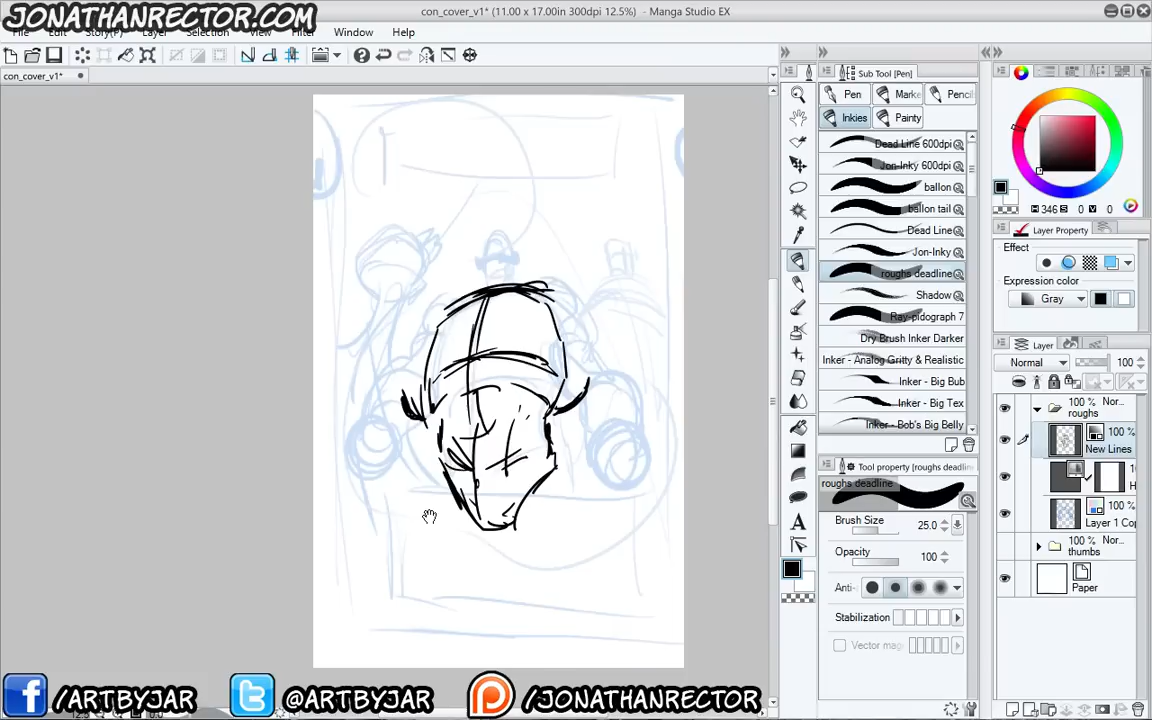 JONATHANRECTOR.COM
con_cover_v1* (11.00 x 17.00in 300dpi 12.5%) - Manga Studio EX
File Edit Story(P) Layer Selection View Filter Window Help
con_cover_v1*
Sub Tool [Pen]
Pen Marke Pencil
Inkies Painty
Dead Line 600dpi
Jon-Inky 600dpi
ballon
ballon tail
Dead Line
Jon-Inky
roughs deadline
Shadow
Ray-pidograph 7
Dry Brush Inker Darker
Inker - Analog Gritty & Realistic
Inker - Big Bub
Inker - Big Tex
Inker - Bob's Big Belly
Tool property [roughs deadline
roughs deadline
Brush Size 25.0
Opacity 100
Anti-
Stabilization
Vector mag
H 346 S 0 V 0
Layer Property
Effect
Expression color
Gray
Layer
Normal 100
100 % Nor...
roughs
100 %
New Lines
10
H
100 %
Layer 1 Cop
100 % Nor...
thumbs
Paper
/ARTBYJAR @ARTBYJAR /JONATHANRECTOR